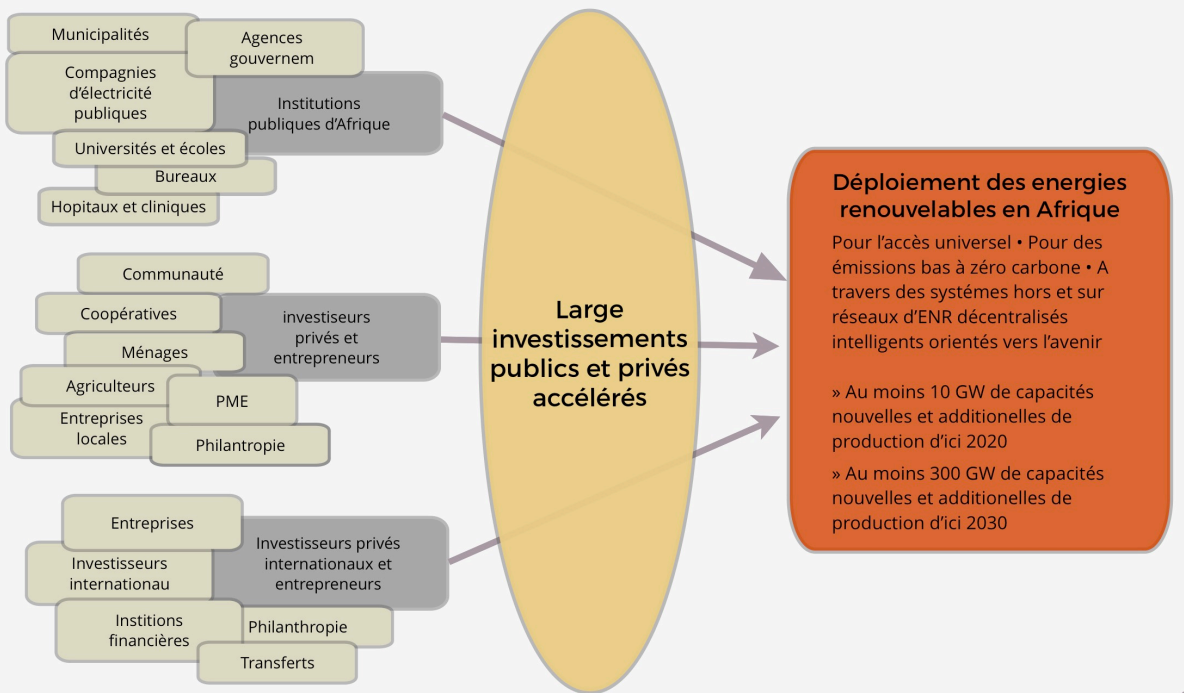 Municipalités
Agences
gouvernem
Compagnies
d’électricité
publiques
Institutions
publiques d’Afrique
Universités et écoles
Bureaux
Hopitaux et cliniques
Communauté
Coopératives
investiseurs
privés et
entrepreneurs
Ménages
Agriculteurs
PME
Entreprises
locales
Philantropie
Entreprises
Investisseurs privés
internationaux et
entrepreneurs
Investisseurs
internationau
Institions
financières
Philanthropie
Transferts
Large
investissements
publics et privés
accélérés
Déploiement des energies
renouvelables en Afrique
Pour l’accès universel • Pour des
émissions bas à zéro carbone • A
travers des systémes hors et sur
réseaux d’ENR décentralisés
intelligents orientés vers l’avenir
» Au moins 10 GW de capacités
nouvelles et additionelles de
production d’ici 2020
» Au moins 300 GW de capacités
nouvelles et additionelles de
production d’ici 2030